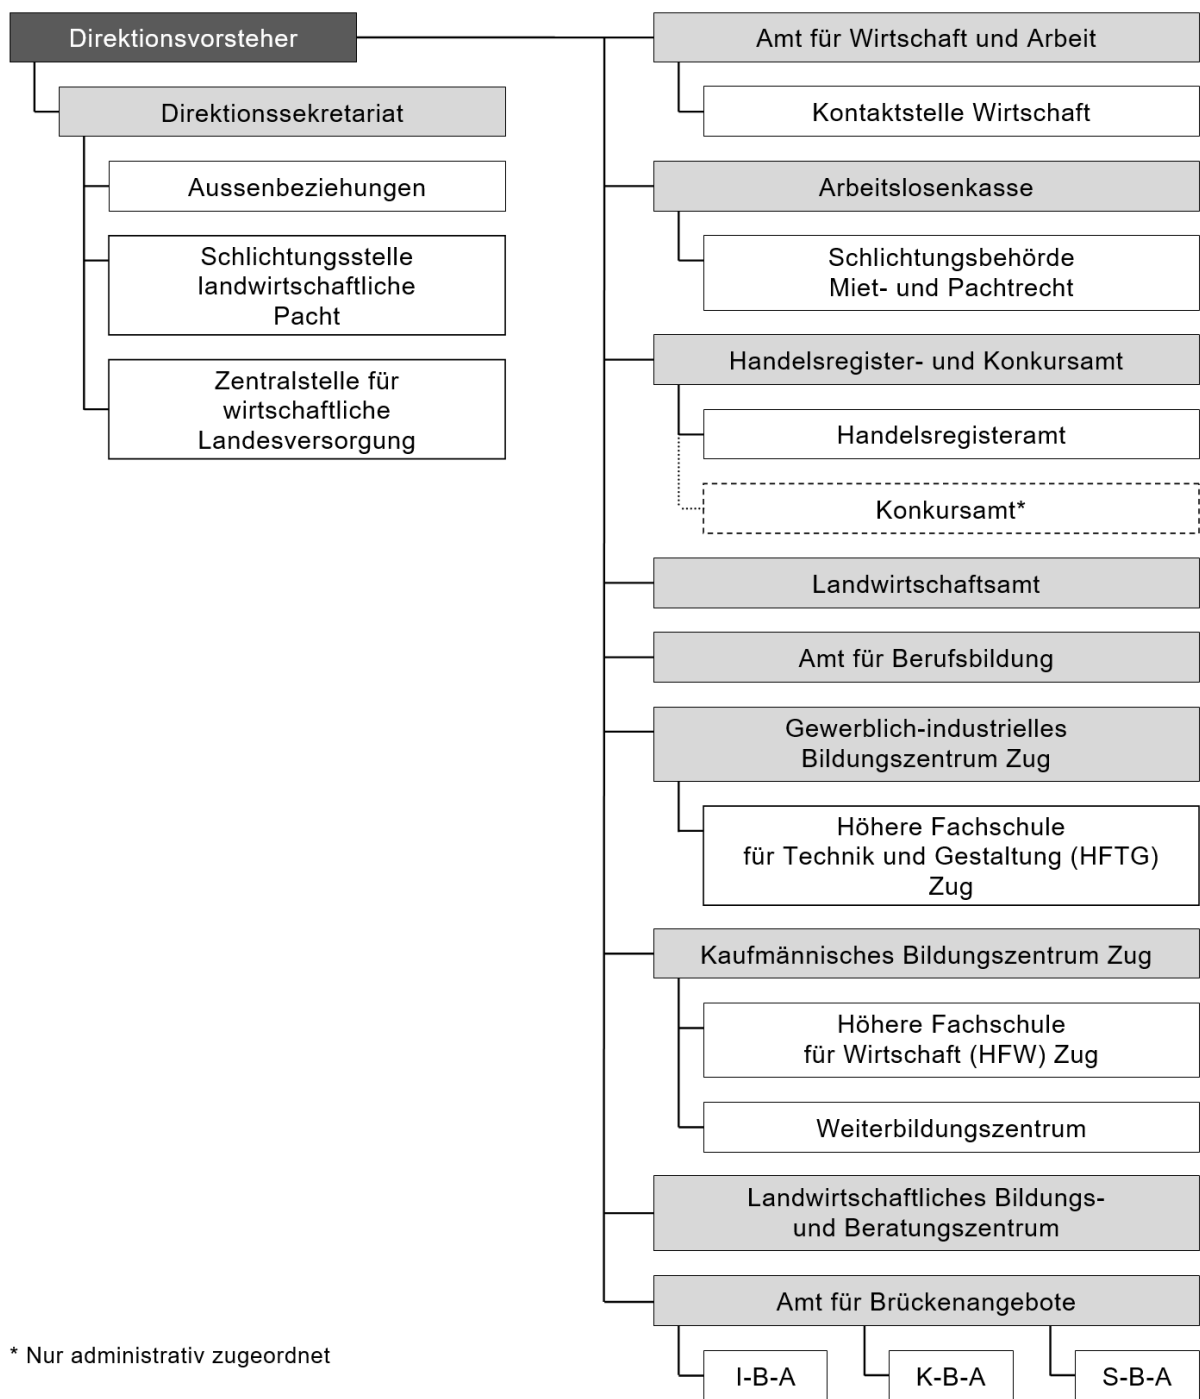 Direktionsvorsteher
Direktionssekretariat
Aussenbeziehungen
Schlichtungsstelle
landwirtschaftliche
Pacht
Zentralstelle für
wirtschaftliche
Landesversorgung
Amt für Wirtschaft und Arbeit
Kontaktstelle Wirtschaft
Arbeitslosenkasse
Schlichtungsbehörde
Miet- und Pachtrecht
Handelsregister- und Konkursamt
Handelsregisteramt
Konkursamt*
Landwirtschaftsamt
Amt für Berufsbildung
Gewerblich-industrielles
Bildungszentrum Zug
Höhere Fachschule
für Technik und Gestaltung (HFTG)
Zug
Kaufmännisches Bildungszentrum Zug
Höhere Fachschule
für Wirtschaft (HFW) Zug
Weiterbildungszentrum
Landwirtschaftliches Bildungs-
und Beratungszentrum
Amt für Brückenangebote
I-B-A
K-B-A
S-B-A
* Nur administrativ zugeordnet